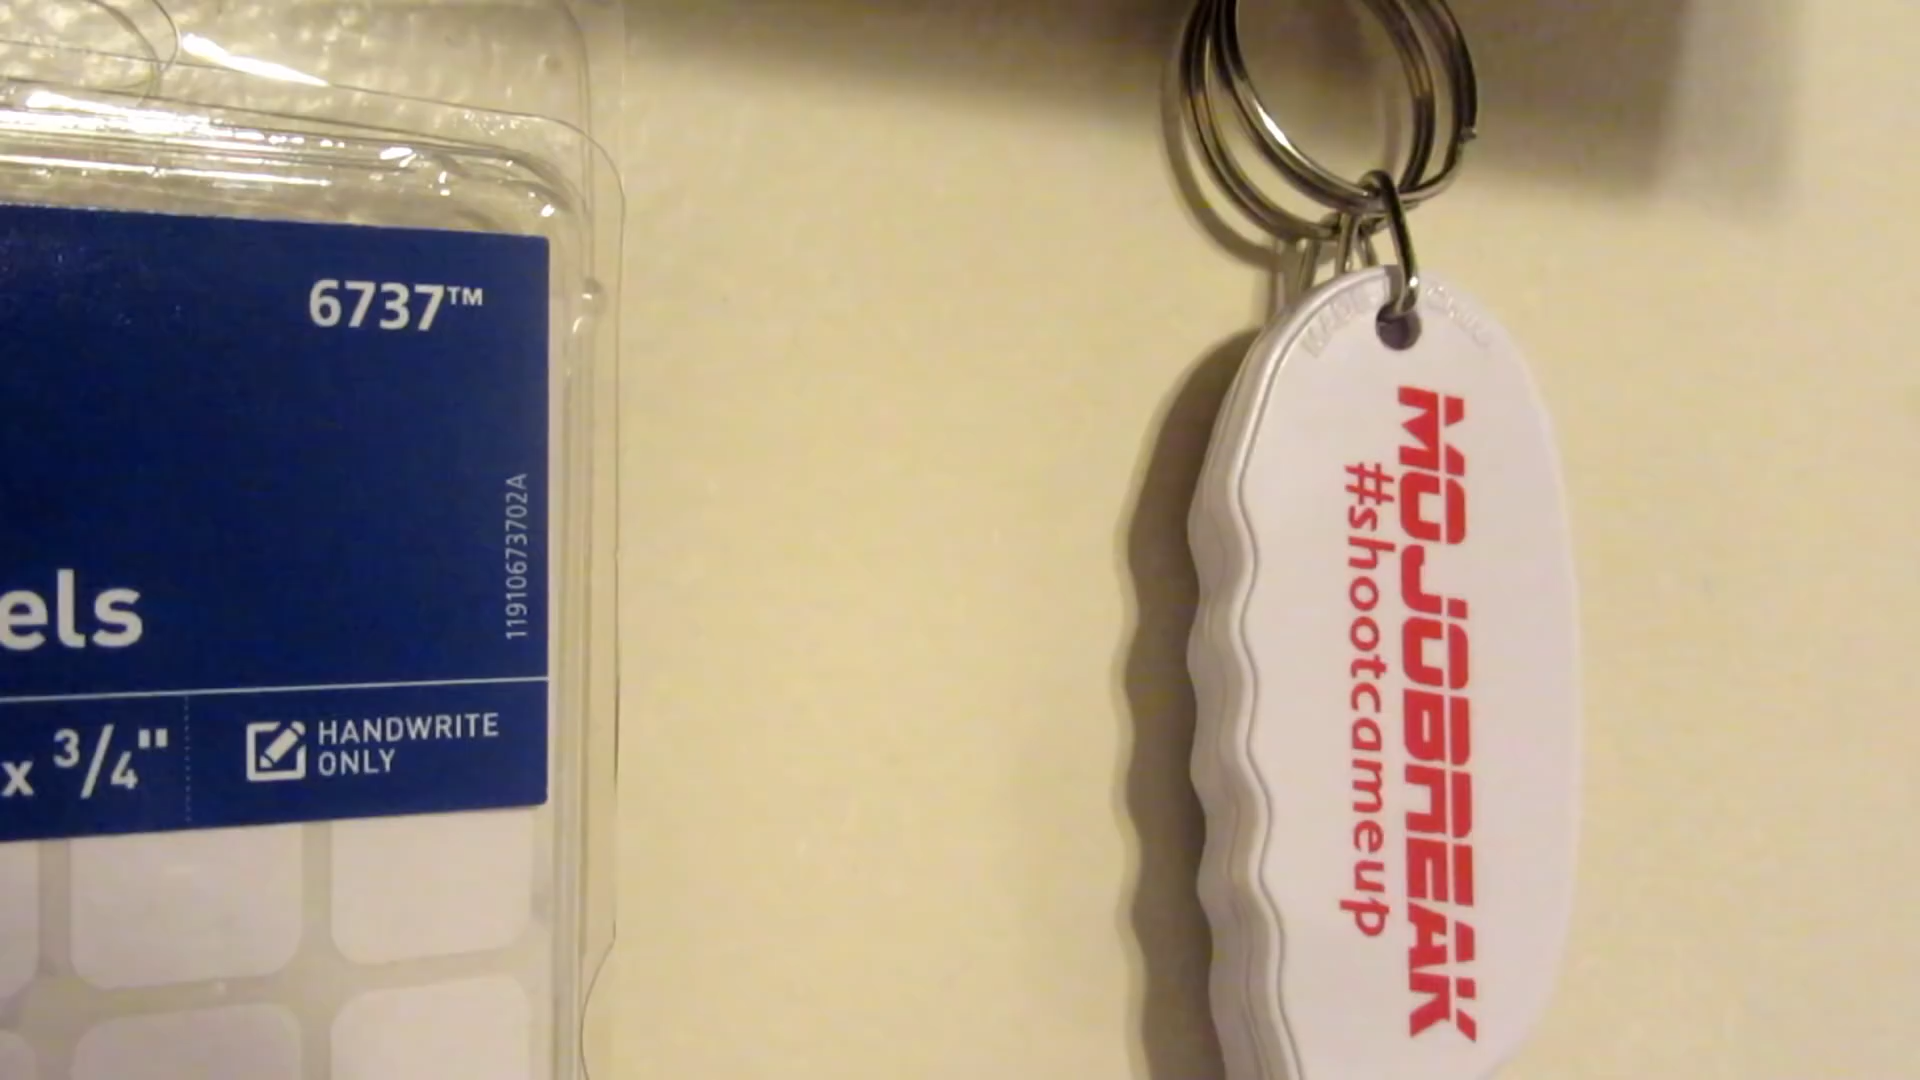 6737™
els
11910673702A
x 3/4"
HANDWRITE
ONLY
MOJOBREAK
#shootcameup